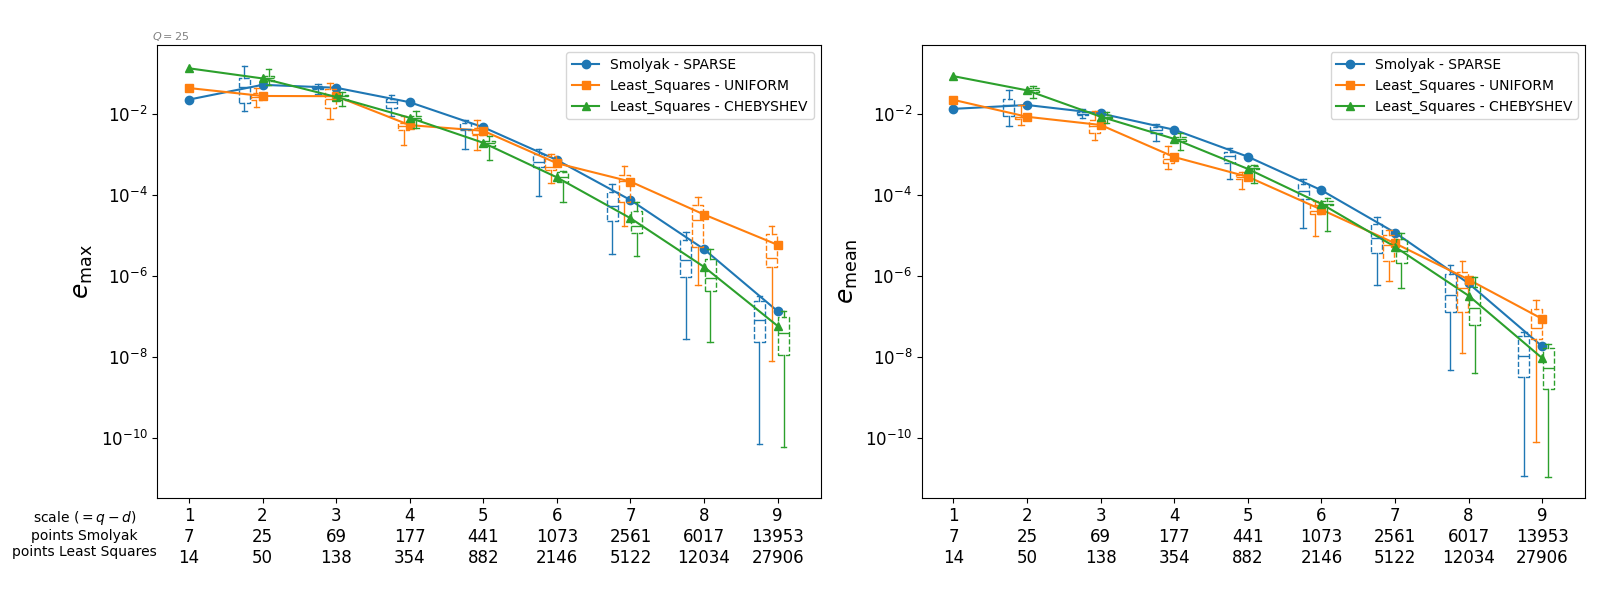 Q = 25
Smolyak - SPARSE
Least_Squares - UNIFORM
Least_Squares - CHEBYSHEV
10^{-2}
10^{-4}
10^{-6}
10^{-8}
10^{-10}
e_{max}
scale (= q − d) 1 2 3 4 5 6 7 8 9
points Smolyak 7 25 69 177 441 1073 2561 6017 13953
points Least Squares 14 50 138 354 882 2146 5122 12034 27906
Smolyak - SPARSE
Least_Squares - UNIFORM
Least_Squares - CHEBYSHEV
10^{-2}
10^{-4}
10^{-6}
10^{-8}
10^{-10}
e_{mean}
1 2 3 4 5 6 7 8 9
7 25 69 177 441 1073 2561 6017 13953
14 50 138 354 882 2146 5122 12034 27906